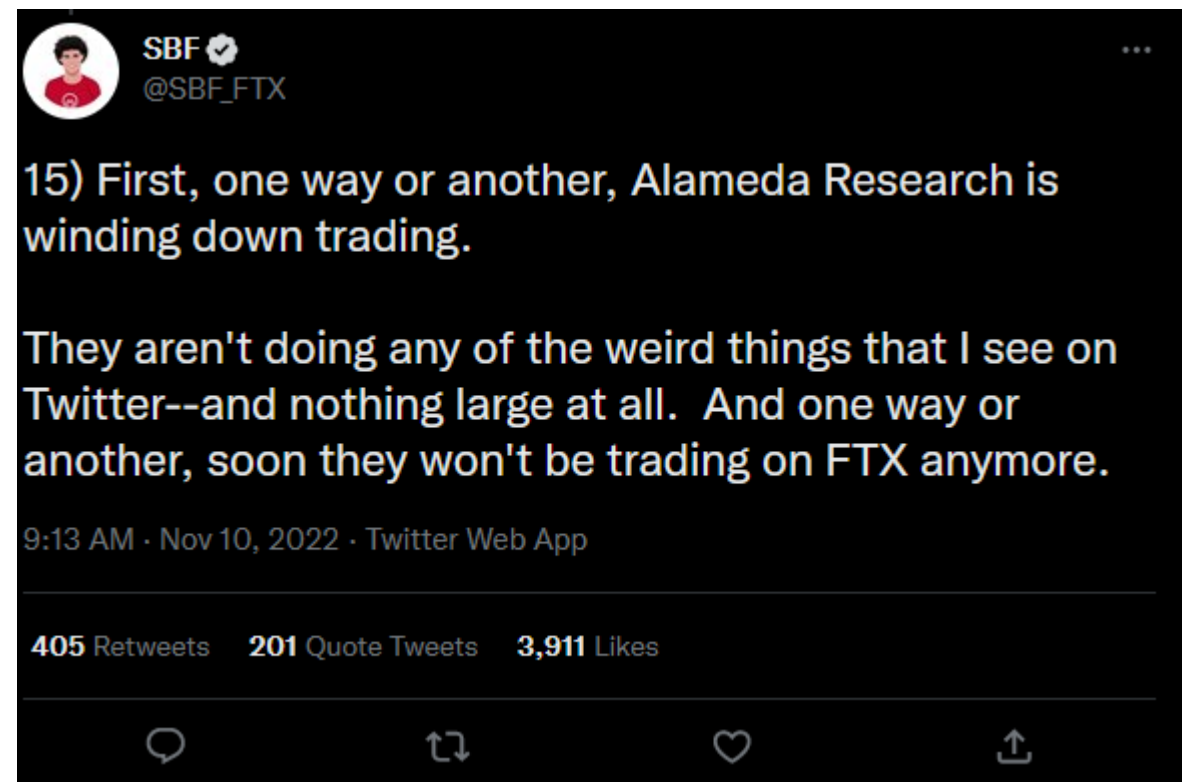 SBF
@SBF_FTX
15) First, one way or another, Alameda Research is
winding down trading.
They aren't doing any of the weird things that I see on
Twitter--and nothing large at all.  And one way or
another, soon they won't be trading on FTX anymore.
9:13 AM · Nov 10, 2022 · Twitter Web App
405 Retweets 201 Quote Tweets 3,911 Likes